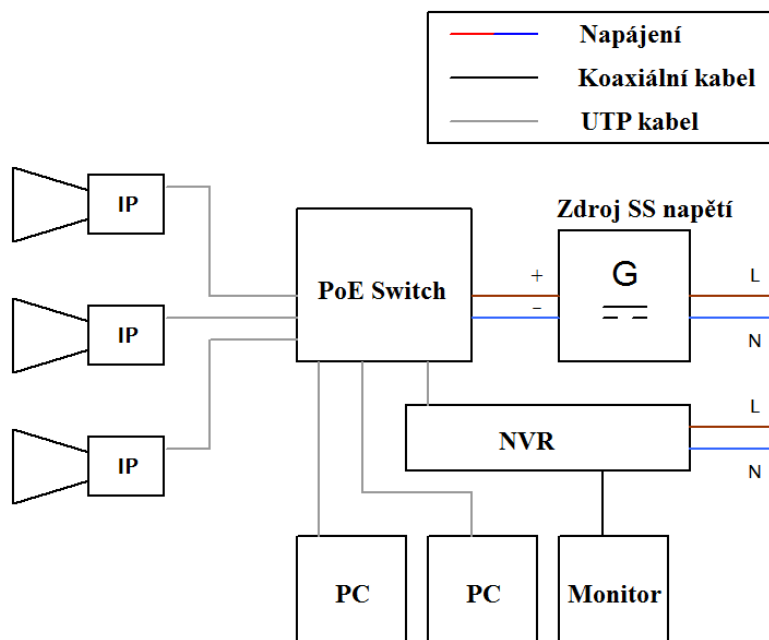 Napájení
Koaxiální kabel
UTP kabel
IP
Zdroj SS napětí
PoE Switch
+
-
G
L
N
IP
IP
NVR
L
N
PC
PC
Monitor